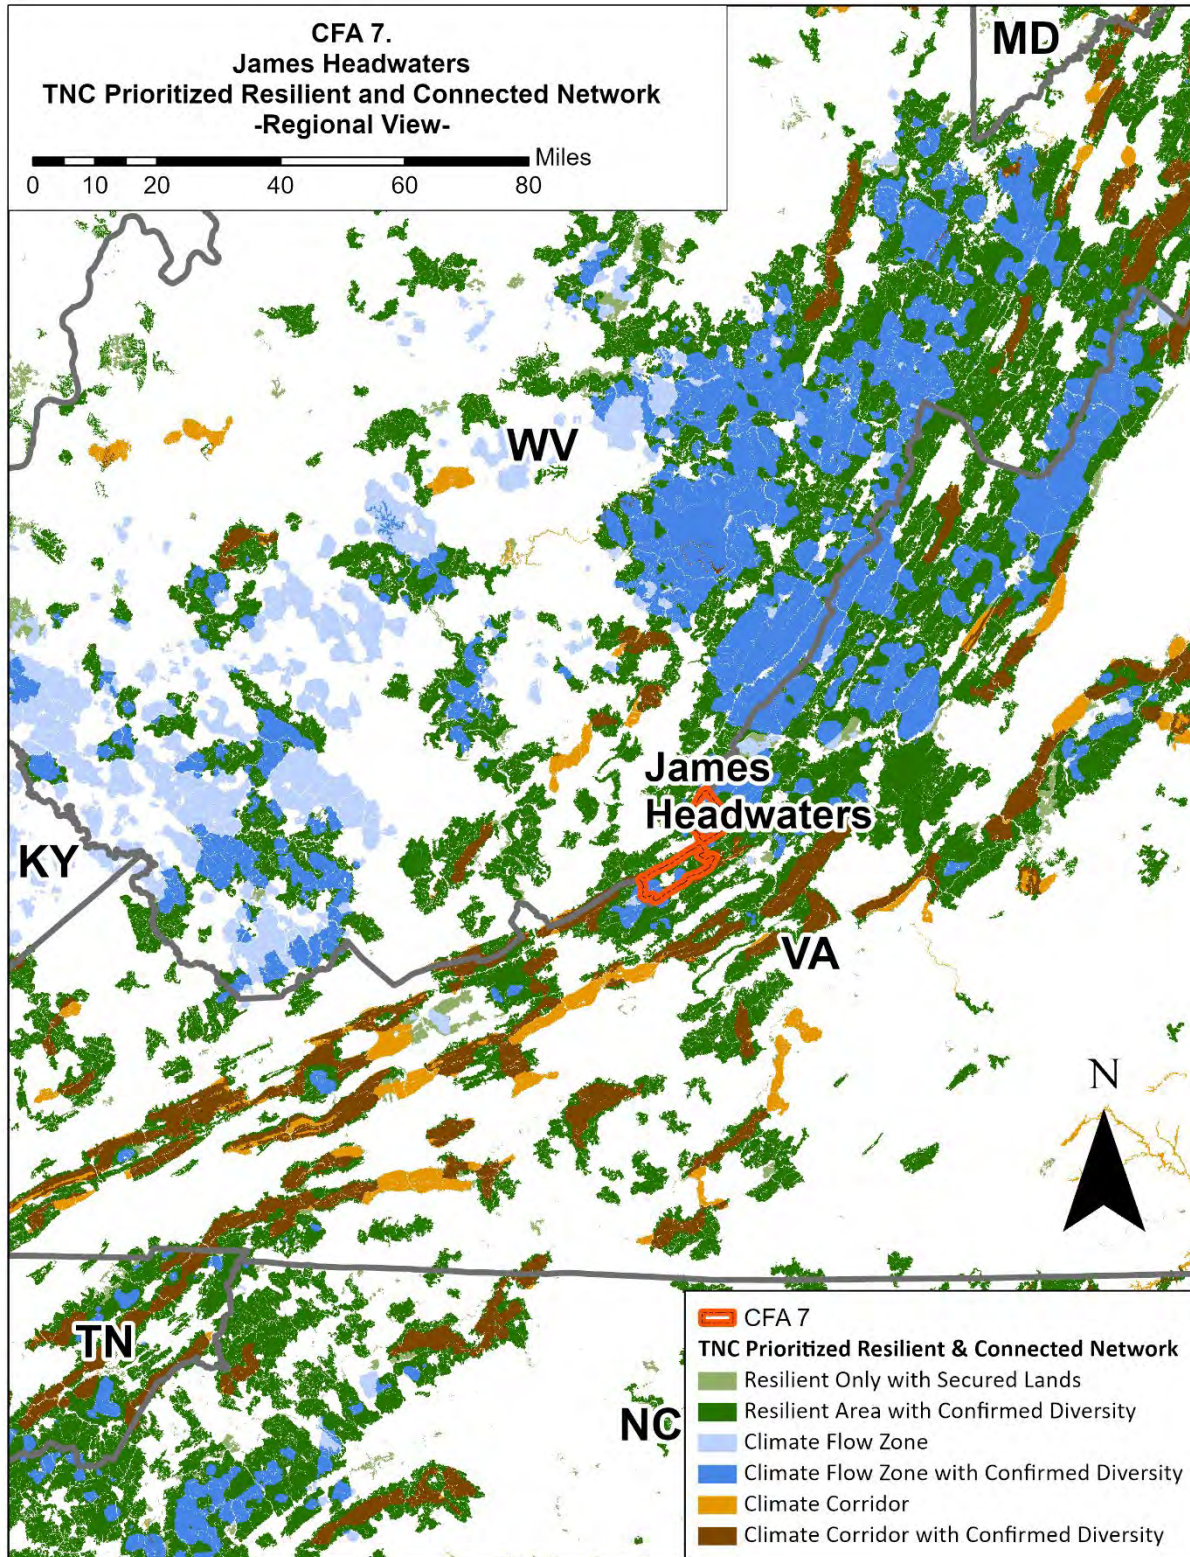 CFA 7.
James Headwaters
TNC Prioritized Resilient and Connected Network
-Regional View-
Miles
0 10 20 40 60 80
MD
WV
James
Headwaters
KY
VA
N
TN
NC
CFA 7
TNC Prioritized Resilient & Connected Network
Resilient Only with Secured Lands
Resilient Area with Confirmed Diversity
Climate Flow Zone
Climate Flow Zone with Confirmed Diversity
Climate Corridor
Climate Corridor with Confirmed Diversity